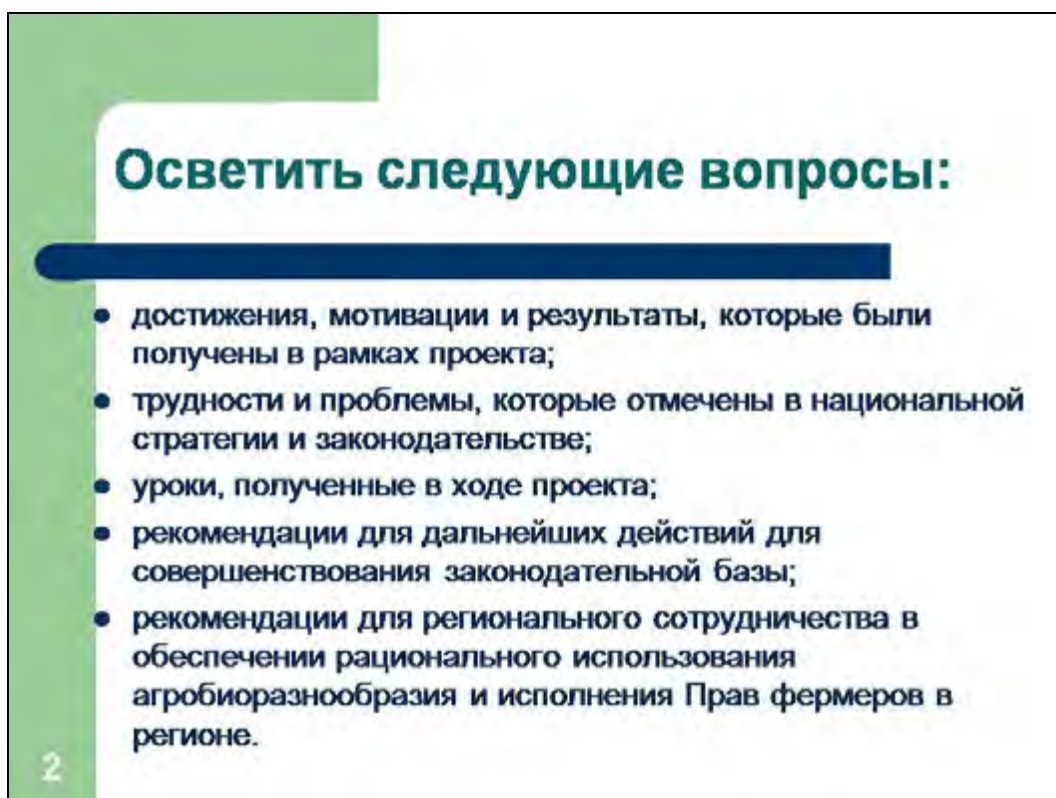 Осветить следующие вопросы:
• достижения, мотивации и результаты, которые были
получены в рамках проекта;
• трудности и проблемы, которые отмечены в национальной
стратегии и законодательстве;
• уроки, полученные в ходе проекта;
• рекомендации для дальнейших действий для
совершенствования законодательной базы;
• рекомендации для регионального сотрудничества в
обеспечении рационального использования
агробиоразнообразия и исполнения Прав фермеров в
регионе.
2